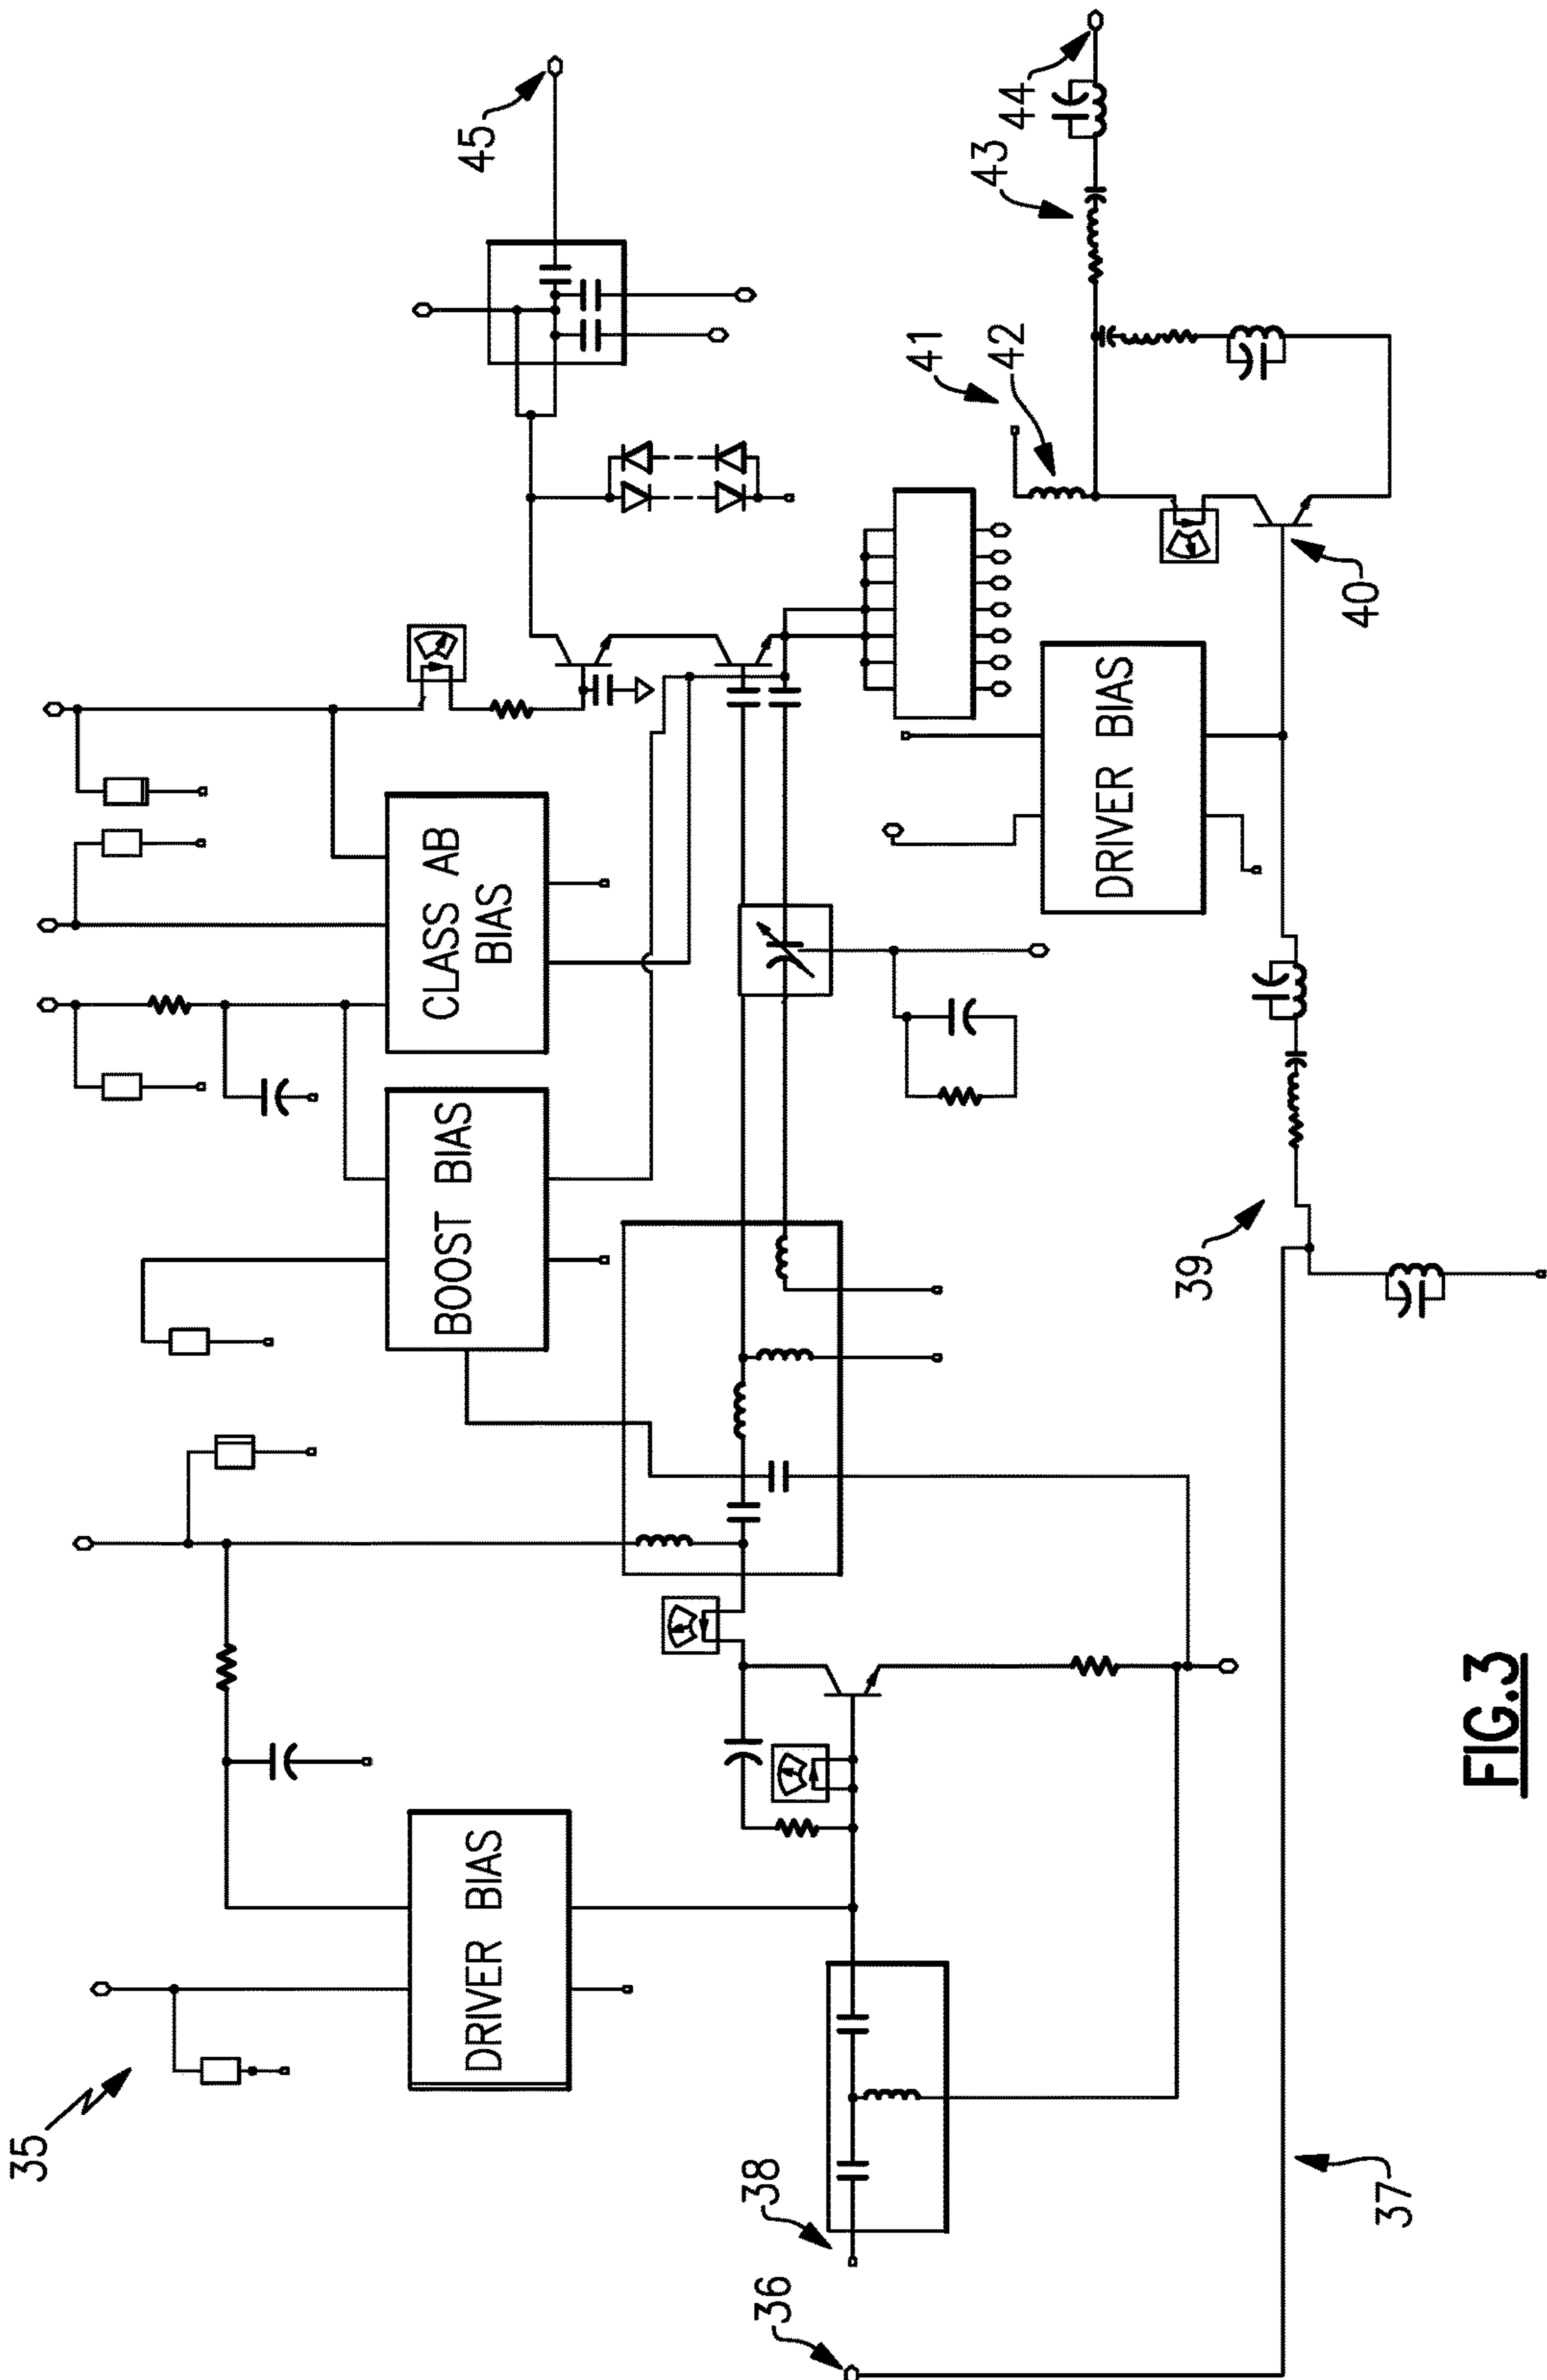 35
36
37
38
39
40
41
42
43
44
45
DRIVER BIAS
BOOST BIAS
CLASS AB
BIAS
DRIVER BIAS
FIG.3